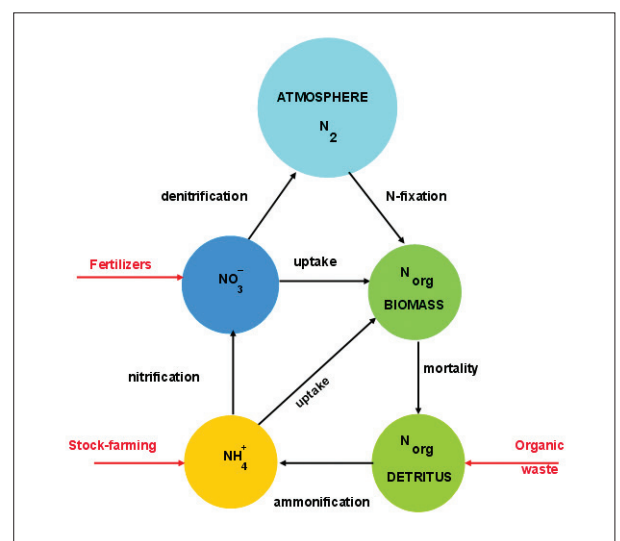 ATMOSPHERE
N2
denitrification
N-fixation
Fertilizers
NO3−
uptake
Norg
BIOMASS
nitrification
uptake
mortality
Stock-farming
NH4+
Norg
DETRITUS
Organic
waste
ammonification